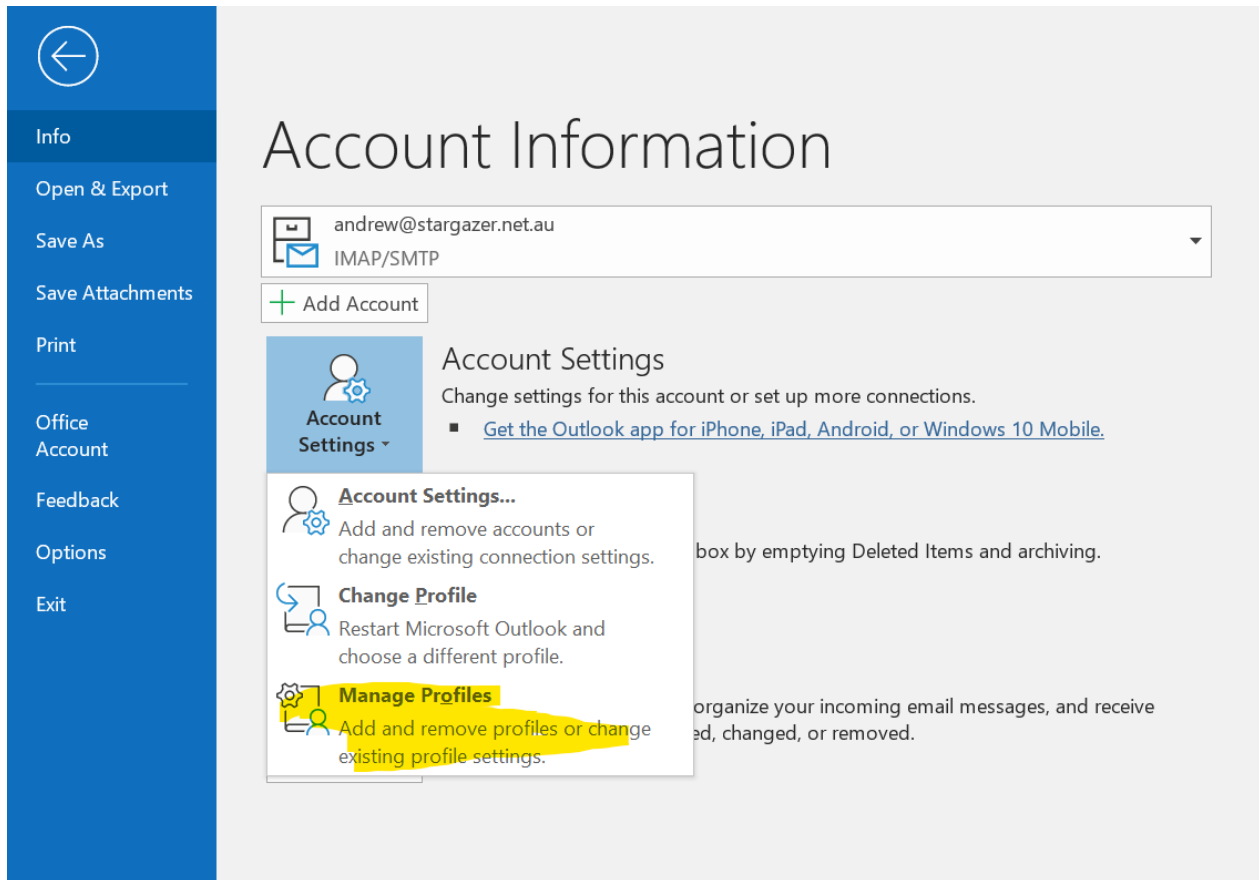 Info
Open & Export
Save As
Save Attachments
Print
Office
Account
Feedback
Options
Exit
Account Information
andrew@stargazer.net.au
IMAP/SMTP
Add Account
Account
Settings
Account Settings
Change settings for this account or set up more connections.
Get the Outlook app for iPhone, iPad, Android, or Windows 10 Mobile.
Account Settings...
Add and remove accounts or
change existing connection settings.
box by emptying Deleted Items and archiving.
Change Profile
Restart Microsoft Outlook and
choose a different profile.
Manage Profiles
Add and remove profiles or change
existing profile settings.
organize your incoming email messages, and receive
ed, changed, or removed.